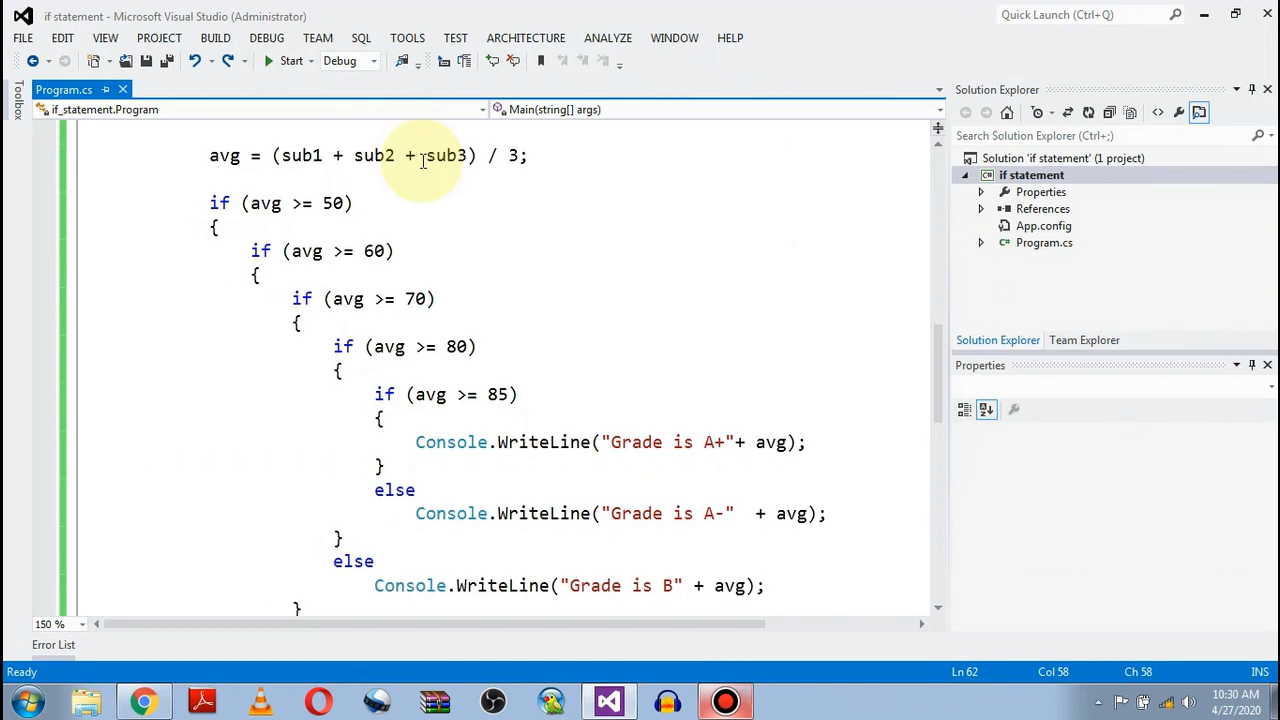 if statement - Microsoft Visual Studio (Administrator)
Quick Launch (Ctrl+Q)
FILE EDIT VIEW PROJECT BUILD DEBUG TEAM SQL TOOLS TEST ARCHITECTURE ANALYZE WINDOW HELP
Start Debug
Toolbox
Program.cs
if_statement.Program
Main(string[] args)
avg = (sub1 + sub2 + sub3) / 3;
if (avg >= 50)
{
if (avg >= 60)
{
if (avg >= 70)
{
if (avg >= 80)
{
if (avg >= 85)
{
Console.WriteLine("Grade is A+"+ avg);
}
else
Console.WriteLine("Grade is A-"  + avg);
}
else
Console.WriteLine("Grade is B" + avg);
}
150 %
Solution Explorer
Search Solution Explorer (Ctrl+;)
Solution 'if statement' (1 project)
if statement
Properties
References
App.config
Program.cs
Solution Explorer Team Explorer
Properties
Error List
Ready
Ln 62 Col 58 Ch 58 INS
10:30 AM
4/27/2020